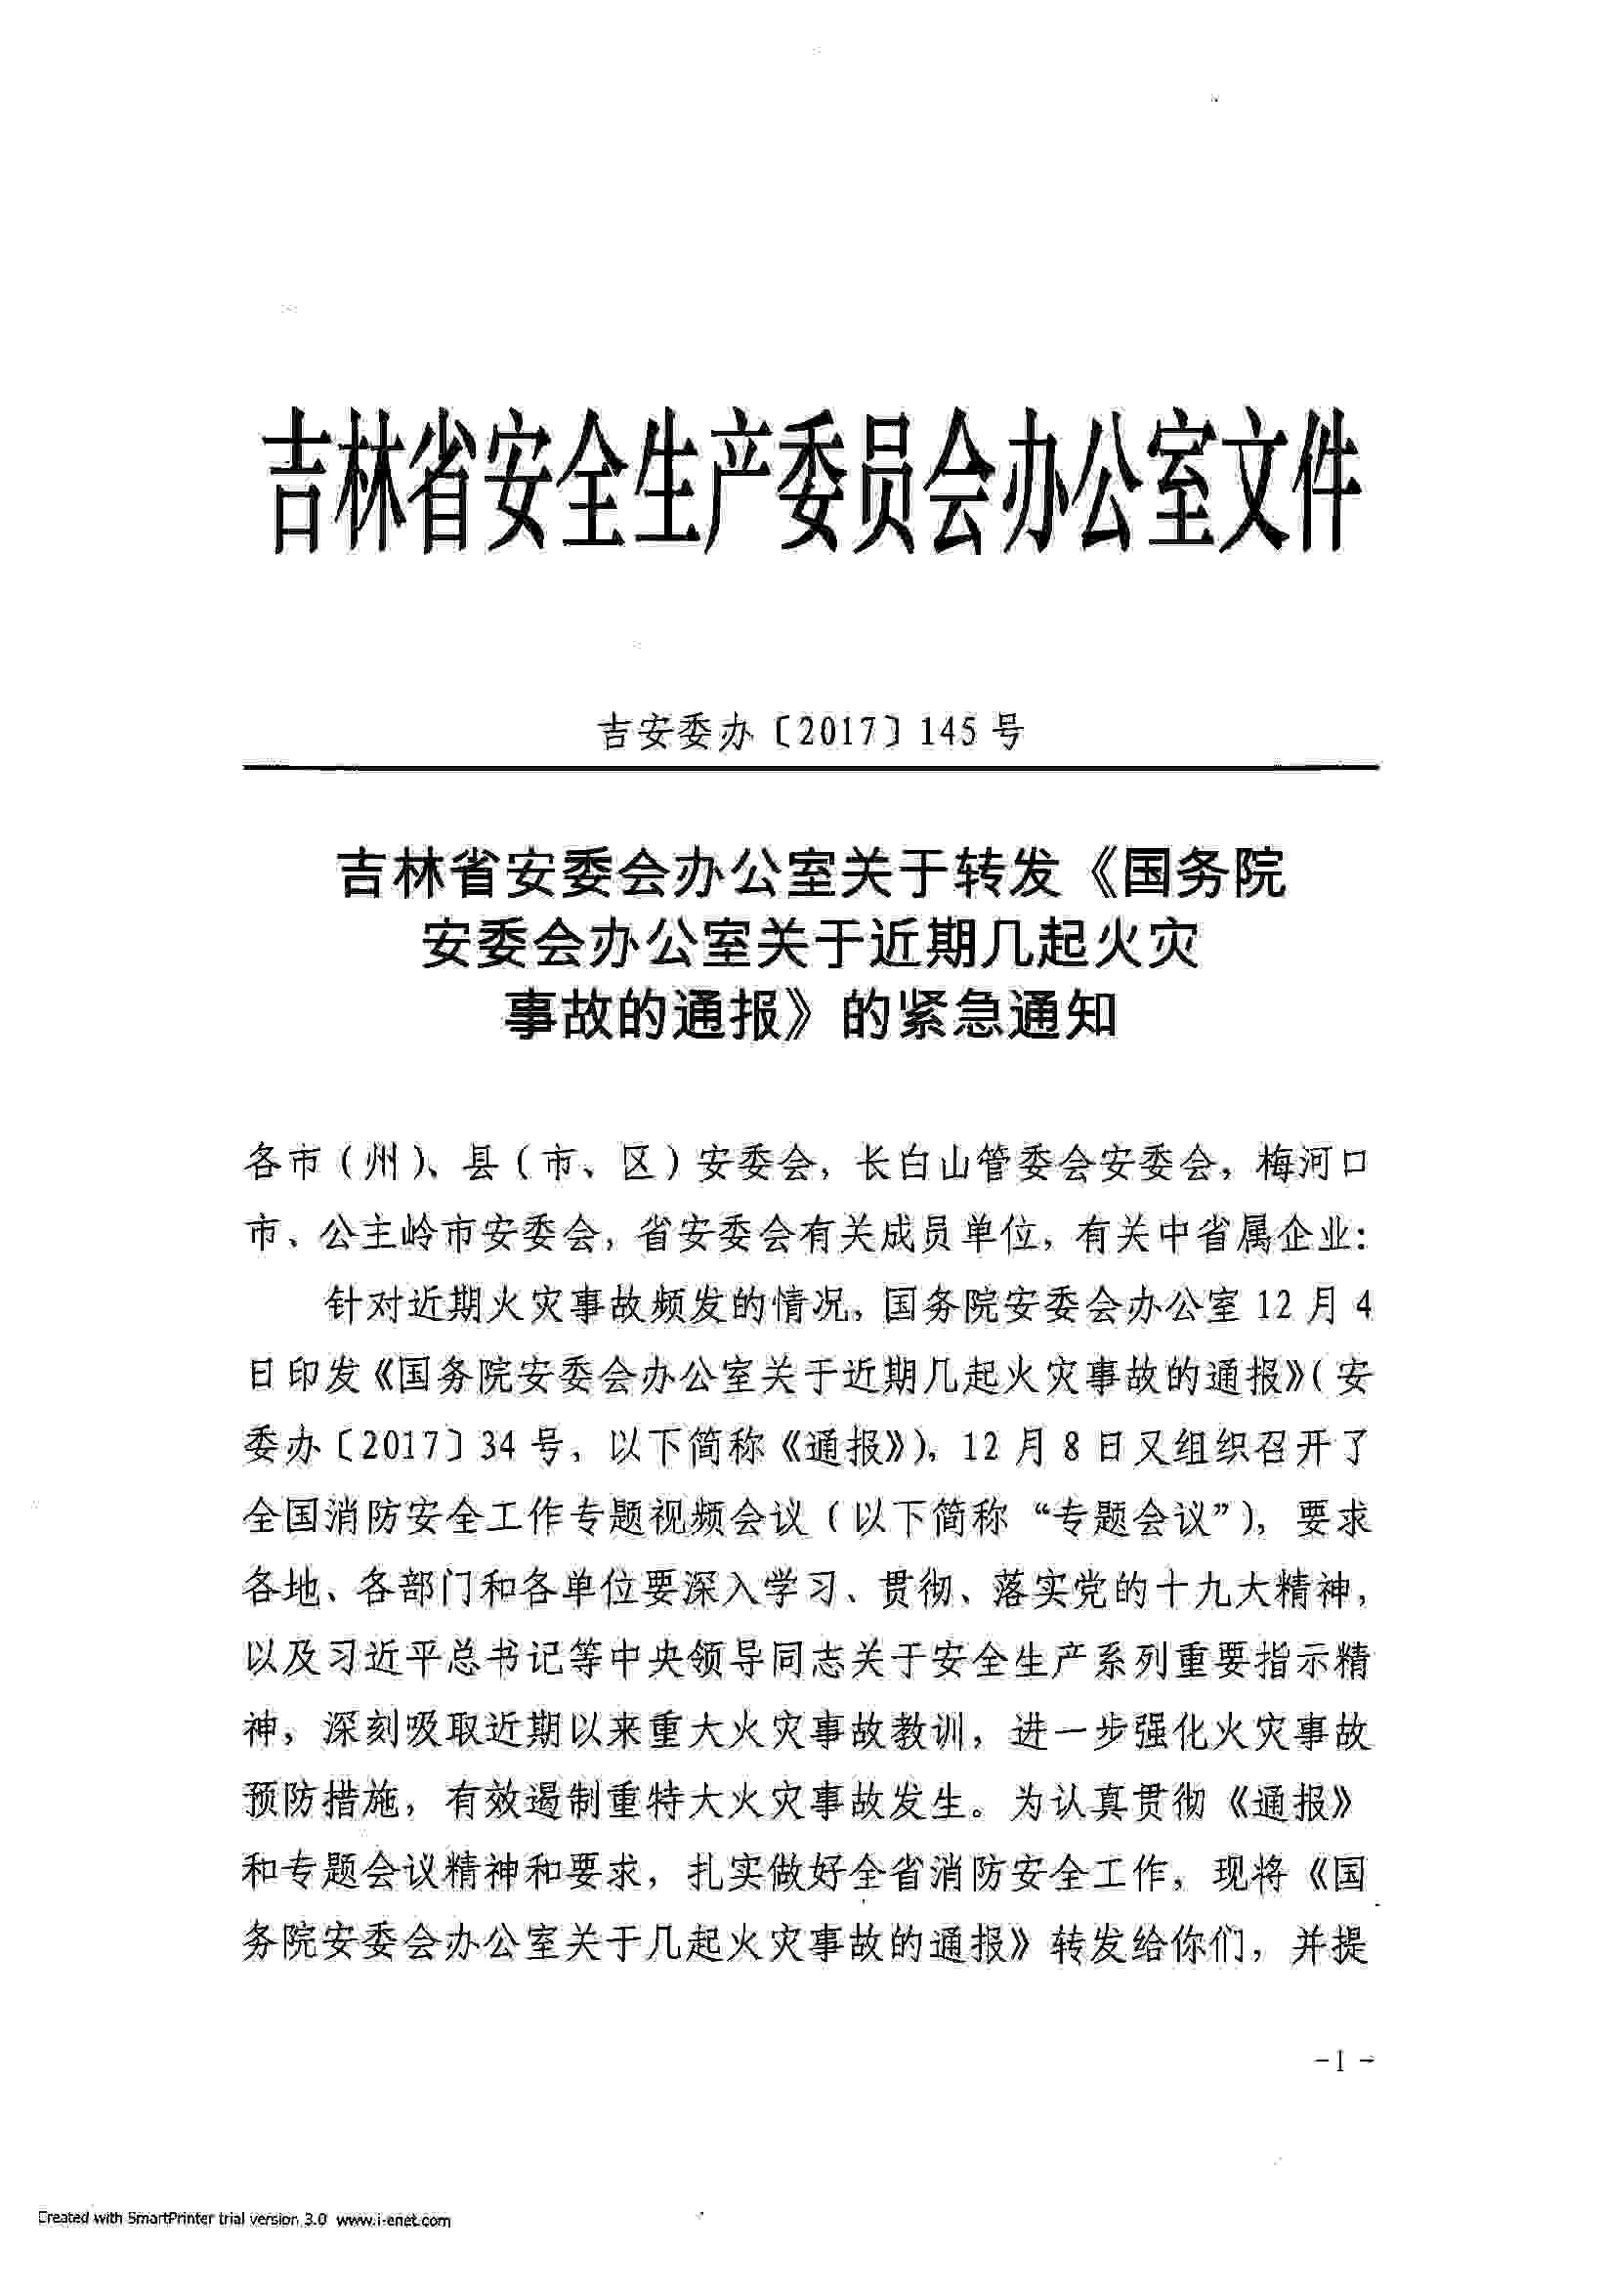 吉林省安全生产委员会办公室文件
吉安委办〔2017〕145号
吉林省安委会办公室关于转发《国务院
安委会办公室关于近期几起火灾
事故的通报》的紧急通知
各市（州）、县（市、区）安委会，长白山管委会安委会，梅河口
市、公主岭市安委会，省安委会有关成员单位，有关中省属企业：
针对近期火灾事故频发的情况，国务院安委会办公室12月4
日印发《国务院安委会办公室关于近期几起火灾事故的通报》（安
委办〔2017〕34号，以下简称《通报》），12月8日又组织召开了
全国消防安全工作专题视频会议（以下简称“专题会议”），要求
各地、各部门和各单位要深入学习、贯彻、落实党的十九大精神，
以及习近平总书记等中央领导同志关于安全生产系列重要指示精
神，深刻吸取近期以来重大火灾事故教训，进一步强化火灾事故
预防措施，有效遏制重特大火灾事故发生。为认真贯彻《通报》
和专题会议精神和要求，扎实做好全省消防安全工作，现将《国
务院安委会办公室关于几起火灾事故的通报》转发给你们，并提
-1-
Created with SmartPrinter trial version 3.0 www.i-enet.com